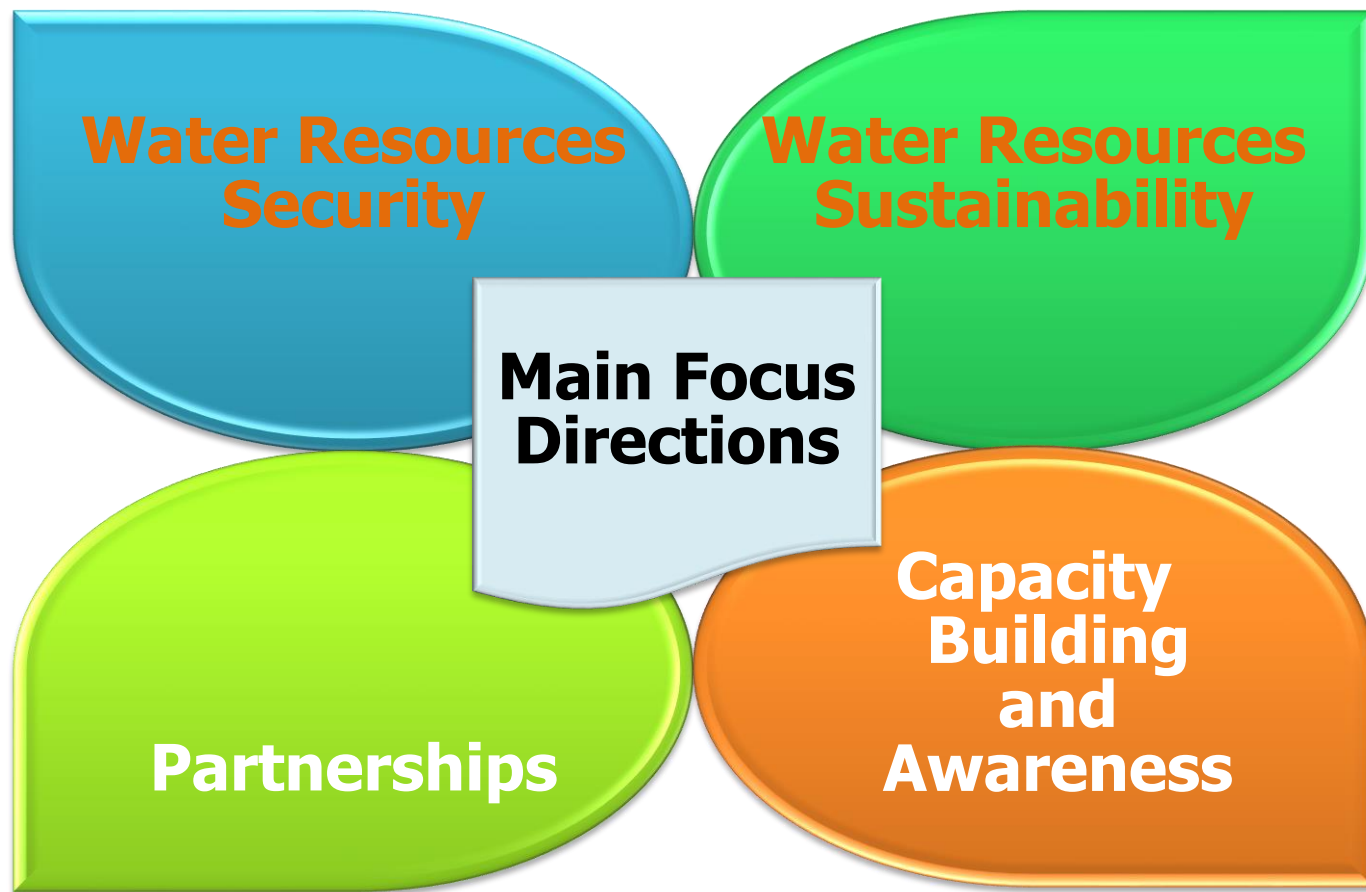 Water Resources
Security
Water Resources
Sustainability
Main Focus
Directions
Partnerships
Capacity
Building
and
Awareness